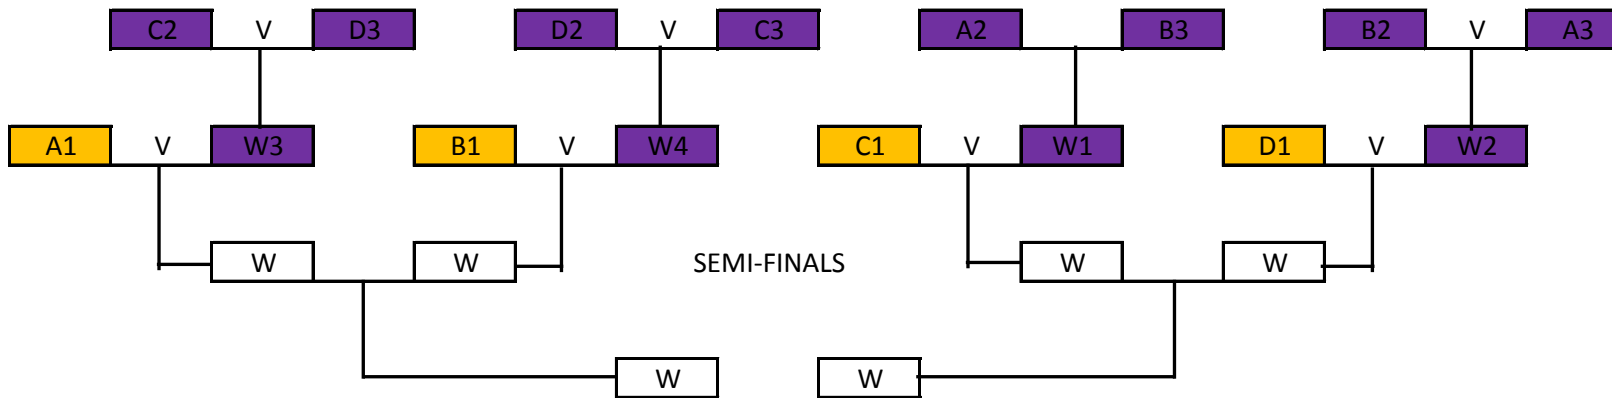 C2 V D3 D2 V C3 A2 B3 B2 V A3
A1 V W3 B1 V W4 C1 V W1 D1 V W2
W W SEMI-FINALS W W
W W